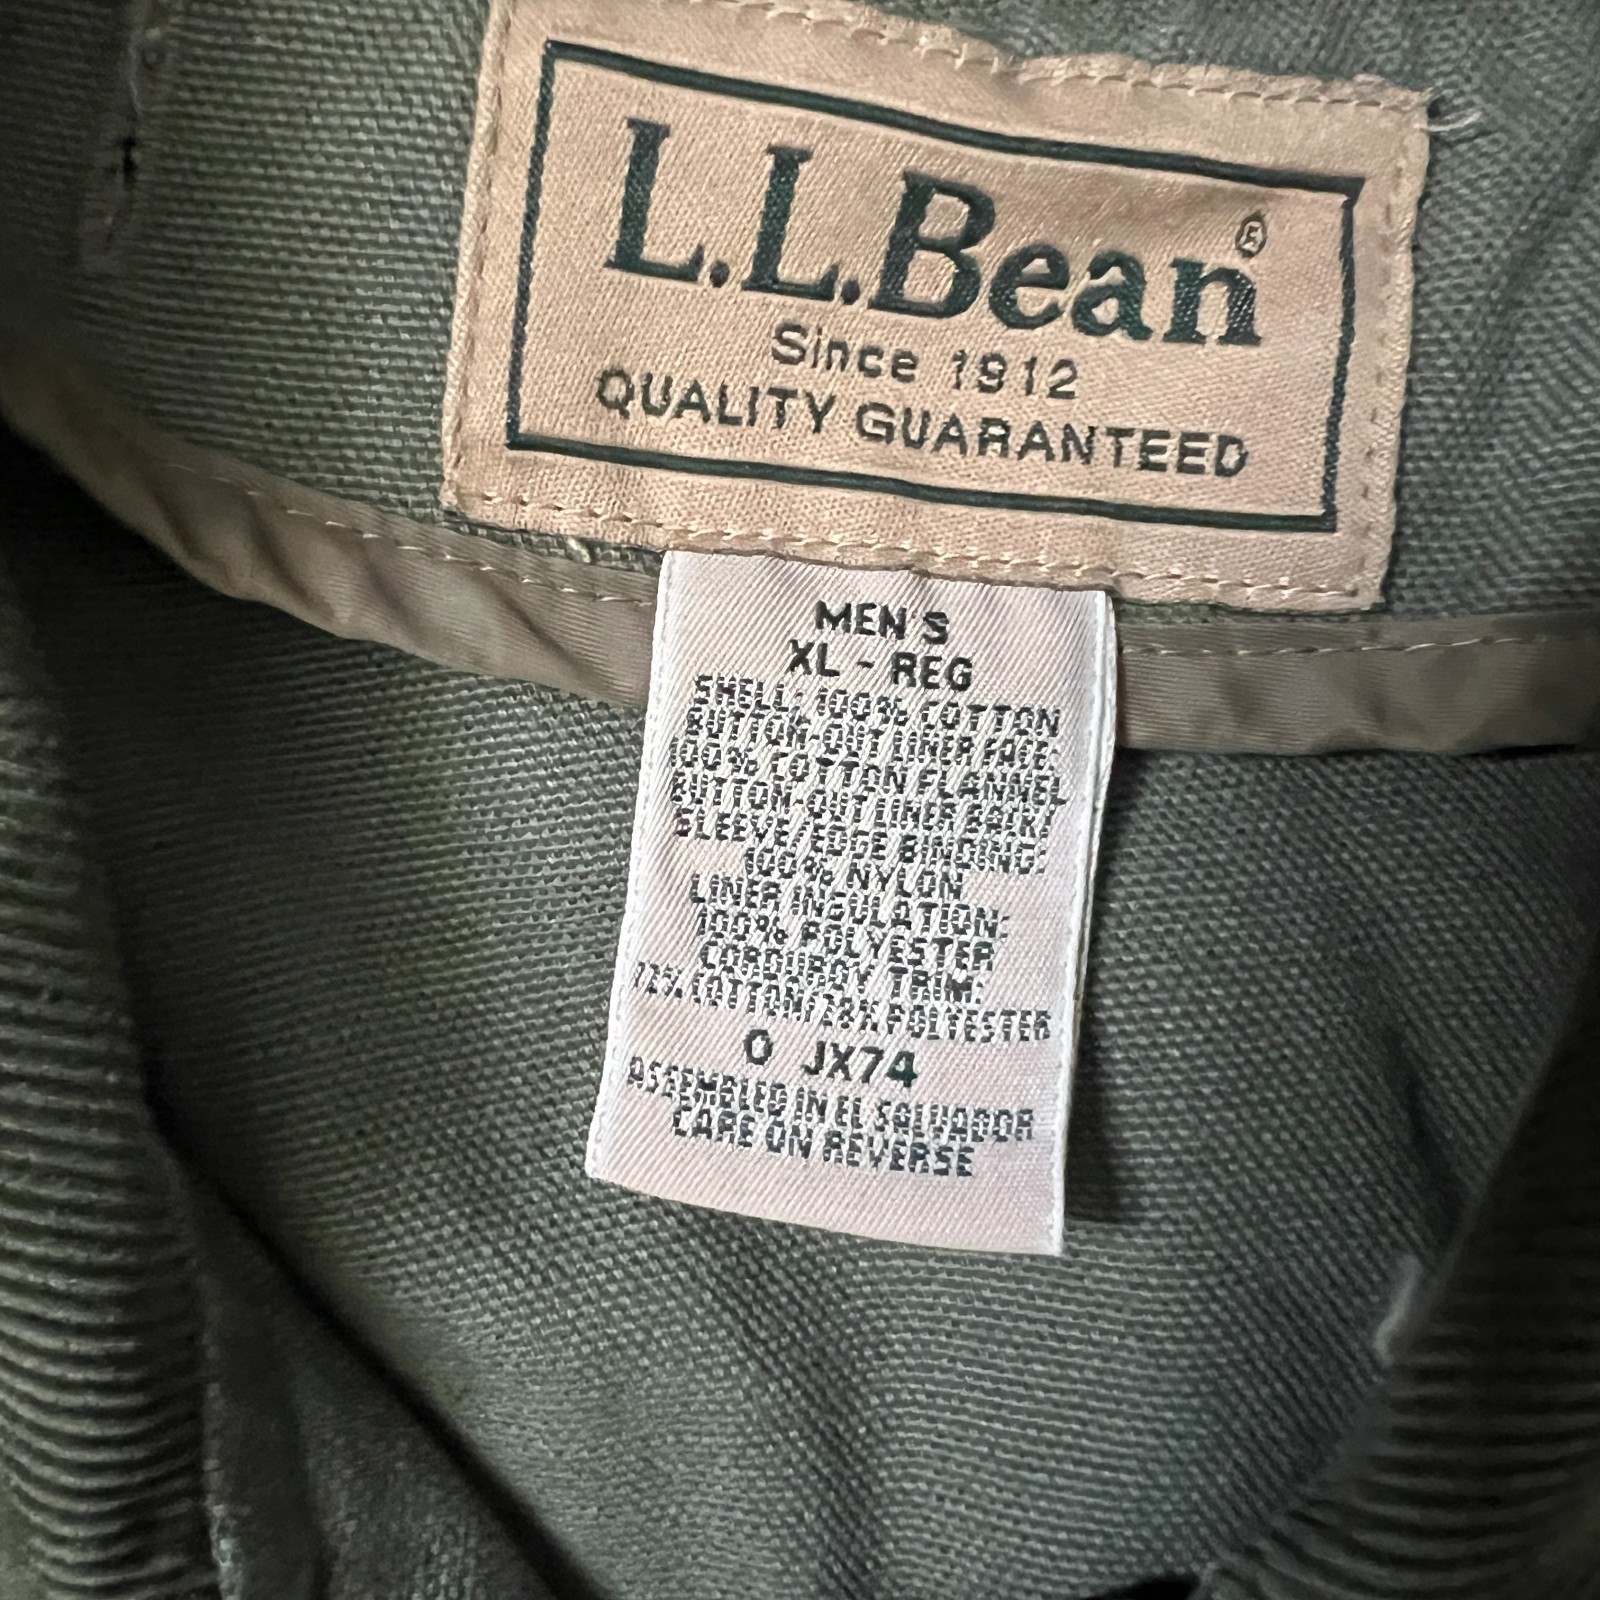 L.L.Bean®
Since 1912
QUALITY GUARANTEED
MEN'S
XL - REG
SHELL: 100% COTTON
BUTTON-OUT LINER FACE:
100% COTTON FLANNEL
BUTTON-OUT LINER BACK/
SLEEVE/EDGE BINDING:
100% NYLON
LINER INSULATION:
100% POLYESTER
CORDUROY TRIM:
72% COTTON/28% POLYESTER
0 JX74
ASSEMBLED IN EL SALVADOR
CARE ON REVERSE